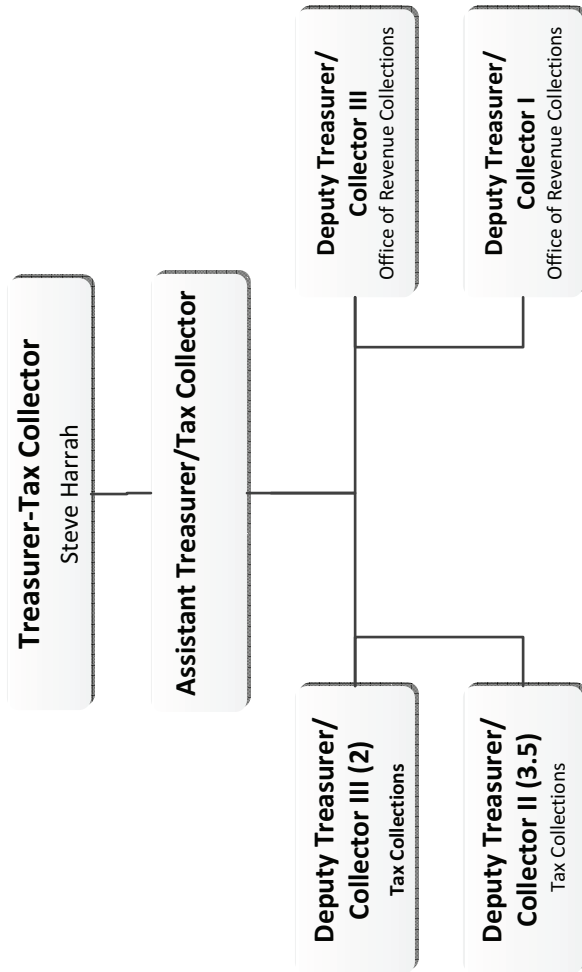 Treasurer-Tax Collector
Steve Harrah
Assistant Treasurer/Tax Collector
Deputy Treasurer/
Collector III (2)
Tax Collections
Deputy Treasurer/
Collector II (3.5)
Tax Collections
Deputy Treasurer/
Collector III
Office of Revenue Collections
Deputy Treasurer/
Collector I
Office of Revenue Collections